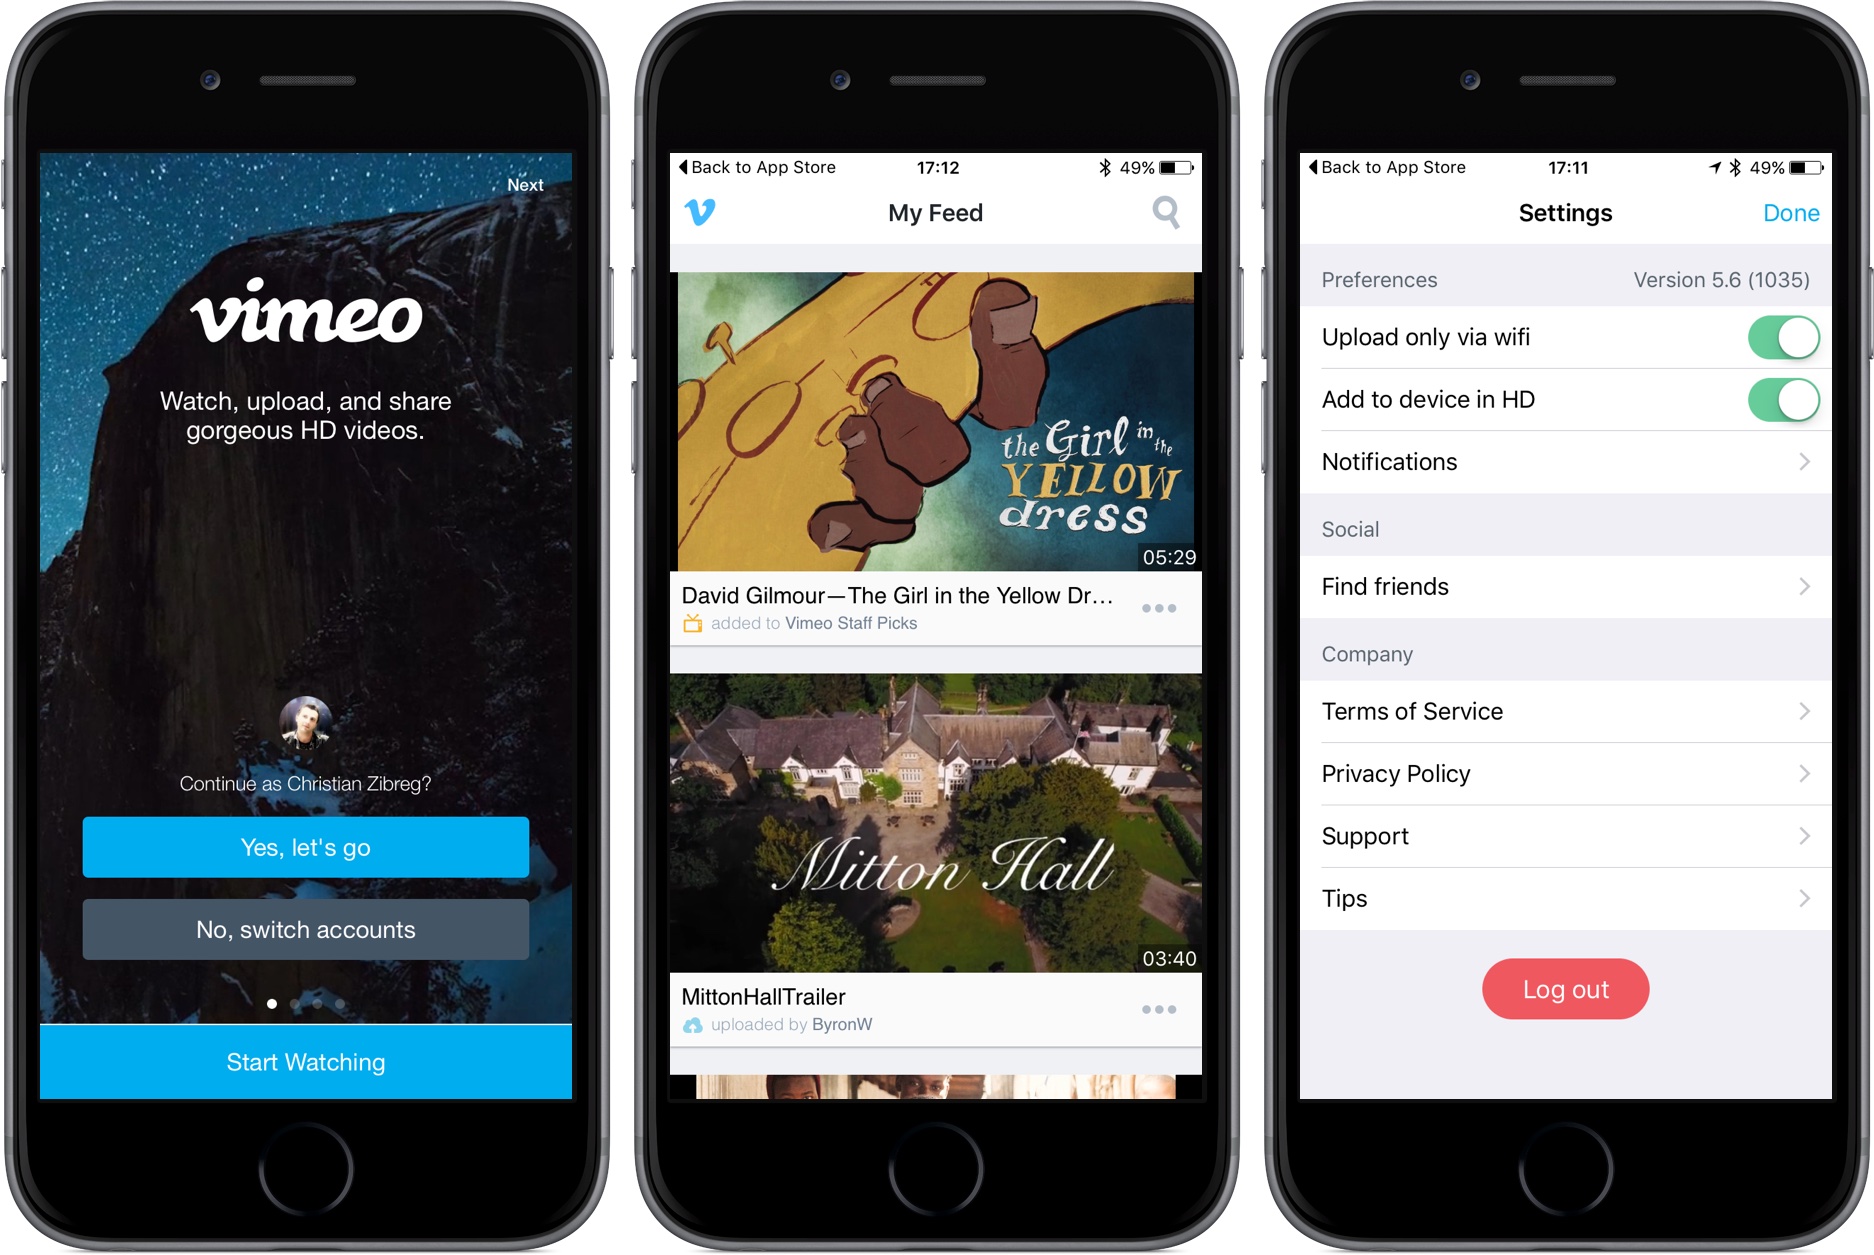 Next
vimeo
Watch, upload, and share
gorgeous HD videos.
Continue as Christian Zibreg?
Yes, let's go
No, switch accounts
Start Watching
Back to App Store 17:12 49%
My Feed
the Girl in the
YELLOW
dress
05:29
David Gilmour—The Girl in the Yellow Dr...
added to Vimeo Staff Picks
Mitton Hall
03:40
MittonHallTrailer
uploaded by ByronW
Back to App Store 17:11 49%
Settings Done
Preferences Version 5.6 (1035)
Upload only via wifi
Add to device in HD
Notifications
Social
Find friends
Company
Terms of Service
Privacy Policy
Support
Tips
Log out